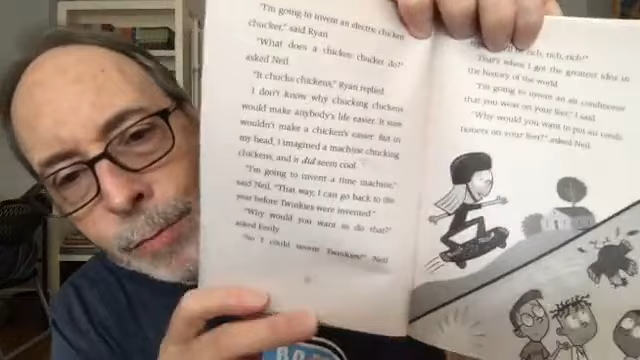 "I'm going to invent an electric chicken
chucker," said Ryan
"What does a chicken chucker do?"
asked Neil.
"It chucks chickens," Ryan replied.
I don't know why chucking chickens
would make anybody's life easier. It sure
wouldn't make a chicken's easier. But in
my head, I imagined a machine chucking
chickens, and it did seem cool.
"I'm going to invent a time machine,"
said Neil. "That way, I can go back to the
year before Twinkies were invented."
"Why would you want to do that?"
asked Emily.
"So I could invent Twinkies!" Neil
be rich, rich, rich!"
That's when I got the greatest idea in
the history of the world.
"I'm going to invent an air conditioner
that you wear on your feet," I said.
"Why would you want to put air condi-
tioners on your feet?" asked Neil.